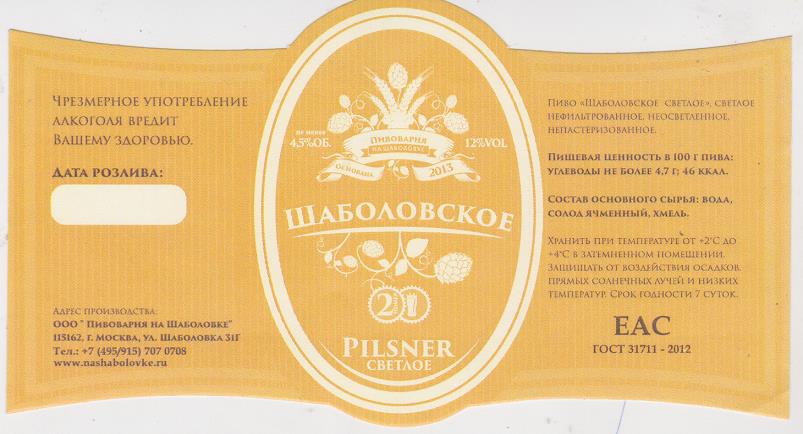 Чрезмерное употребление
алкоголя вредит
Вашему здоровью.
Дата розлива:
Адрес производства:
ООО " Пивоварня на Шаболовке"
115162, г. Москва, ул. Шаболовка 31Г
Тел.: +7 (495/915) 707 0708
www.nashabolovke.ru
не менее
4,5%ОБ.
12%VOL
Пивоварня
на Шаболовке
основана
2013
Шаболовское
2
1
Pilsner
светлое
Пиво «Шаболовское светлое», светлое
нефильтрованное, неосветленное,
непастеризованное.
Пищевая ценность в 100 г пива:
углеводы не более 4,7 г; 46 ккал.
Состав основного сырья: вода,
солод ячменный, хмель.
Хранить при температуре от +2°С до
+4°С в затемненном помещении.
Защищать от воздействия осадков,
прямых солнечных лучей и низких
температур. Срок годности 7 суток.
EAC
ГОСТ 31711 - 2012